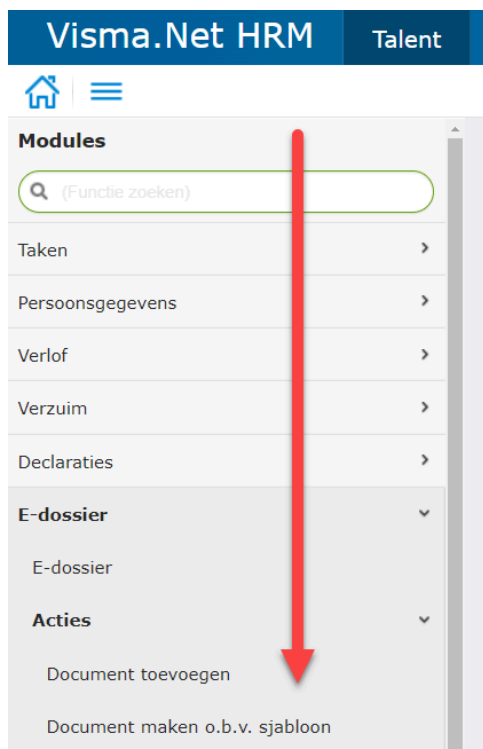 Visma.Net HRM Talent
Modules
(Functie zoeken)
Taken
Persoonsgegevens
Verlof
Verzuim
Declaraties
E-dossier
E-dossier
Acties
Document toevoegen
Document maken o.b.v. sjabloon